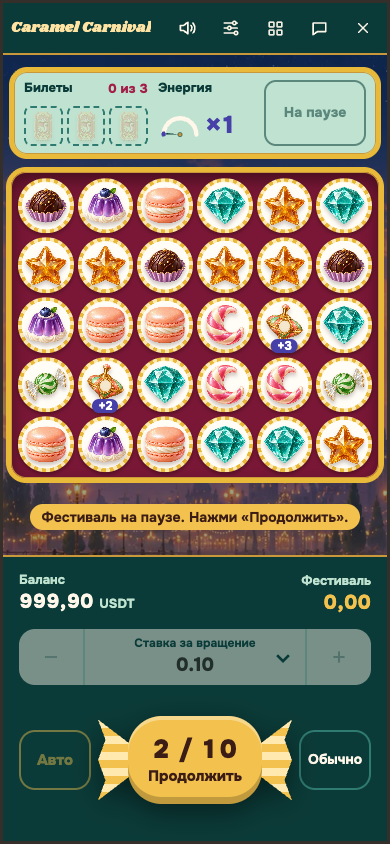 Caramel Carnival
Билеты 0 из 3 Энергия
×1
На паузе
+3
+2
Фестиваль на паузе. Нажми «Продолжить».
Баланс Фестиваль
999,90 USDT 0,00
Ставка за вращение
− 0.10 +
Авто
2 / 10
Продолжить
Обычно